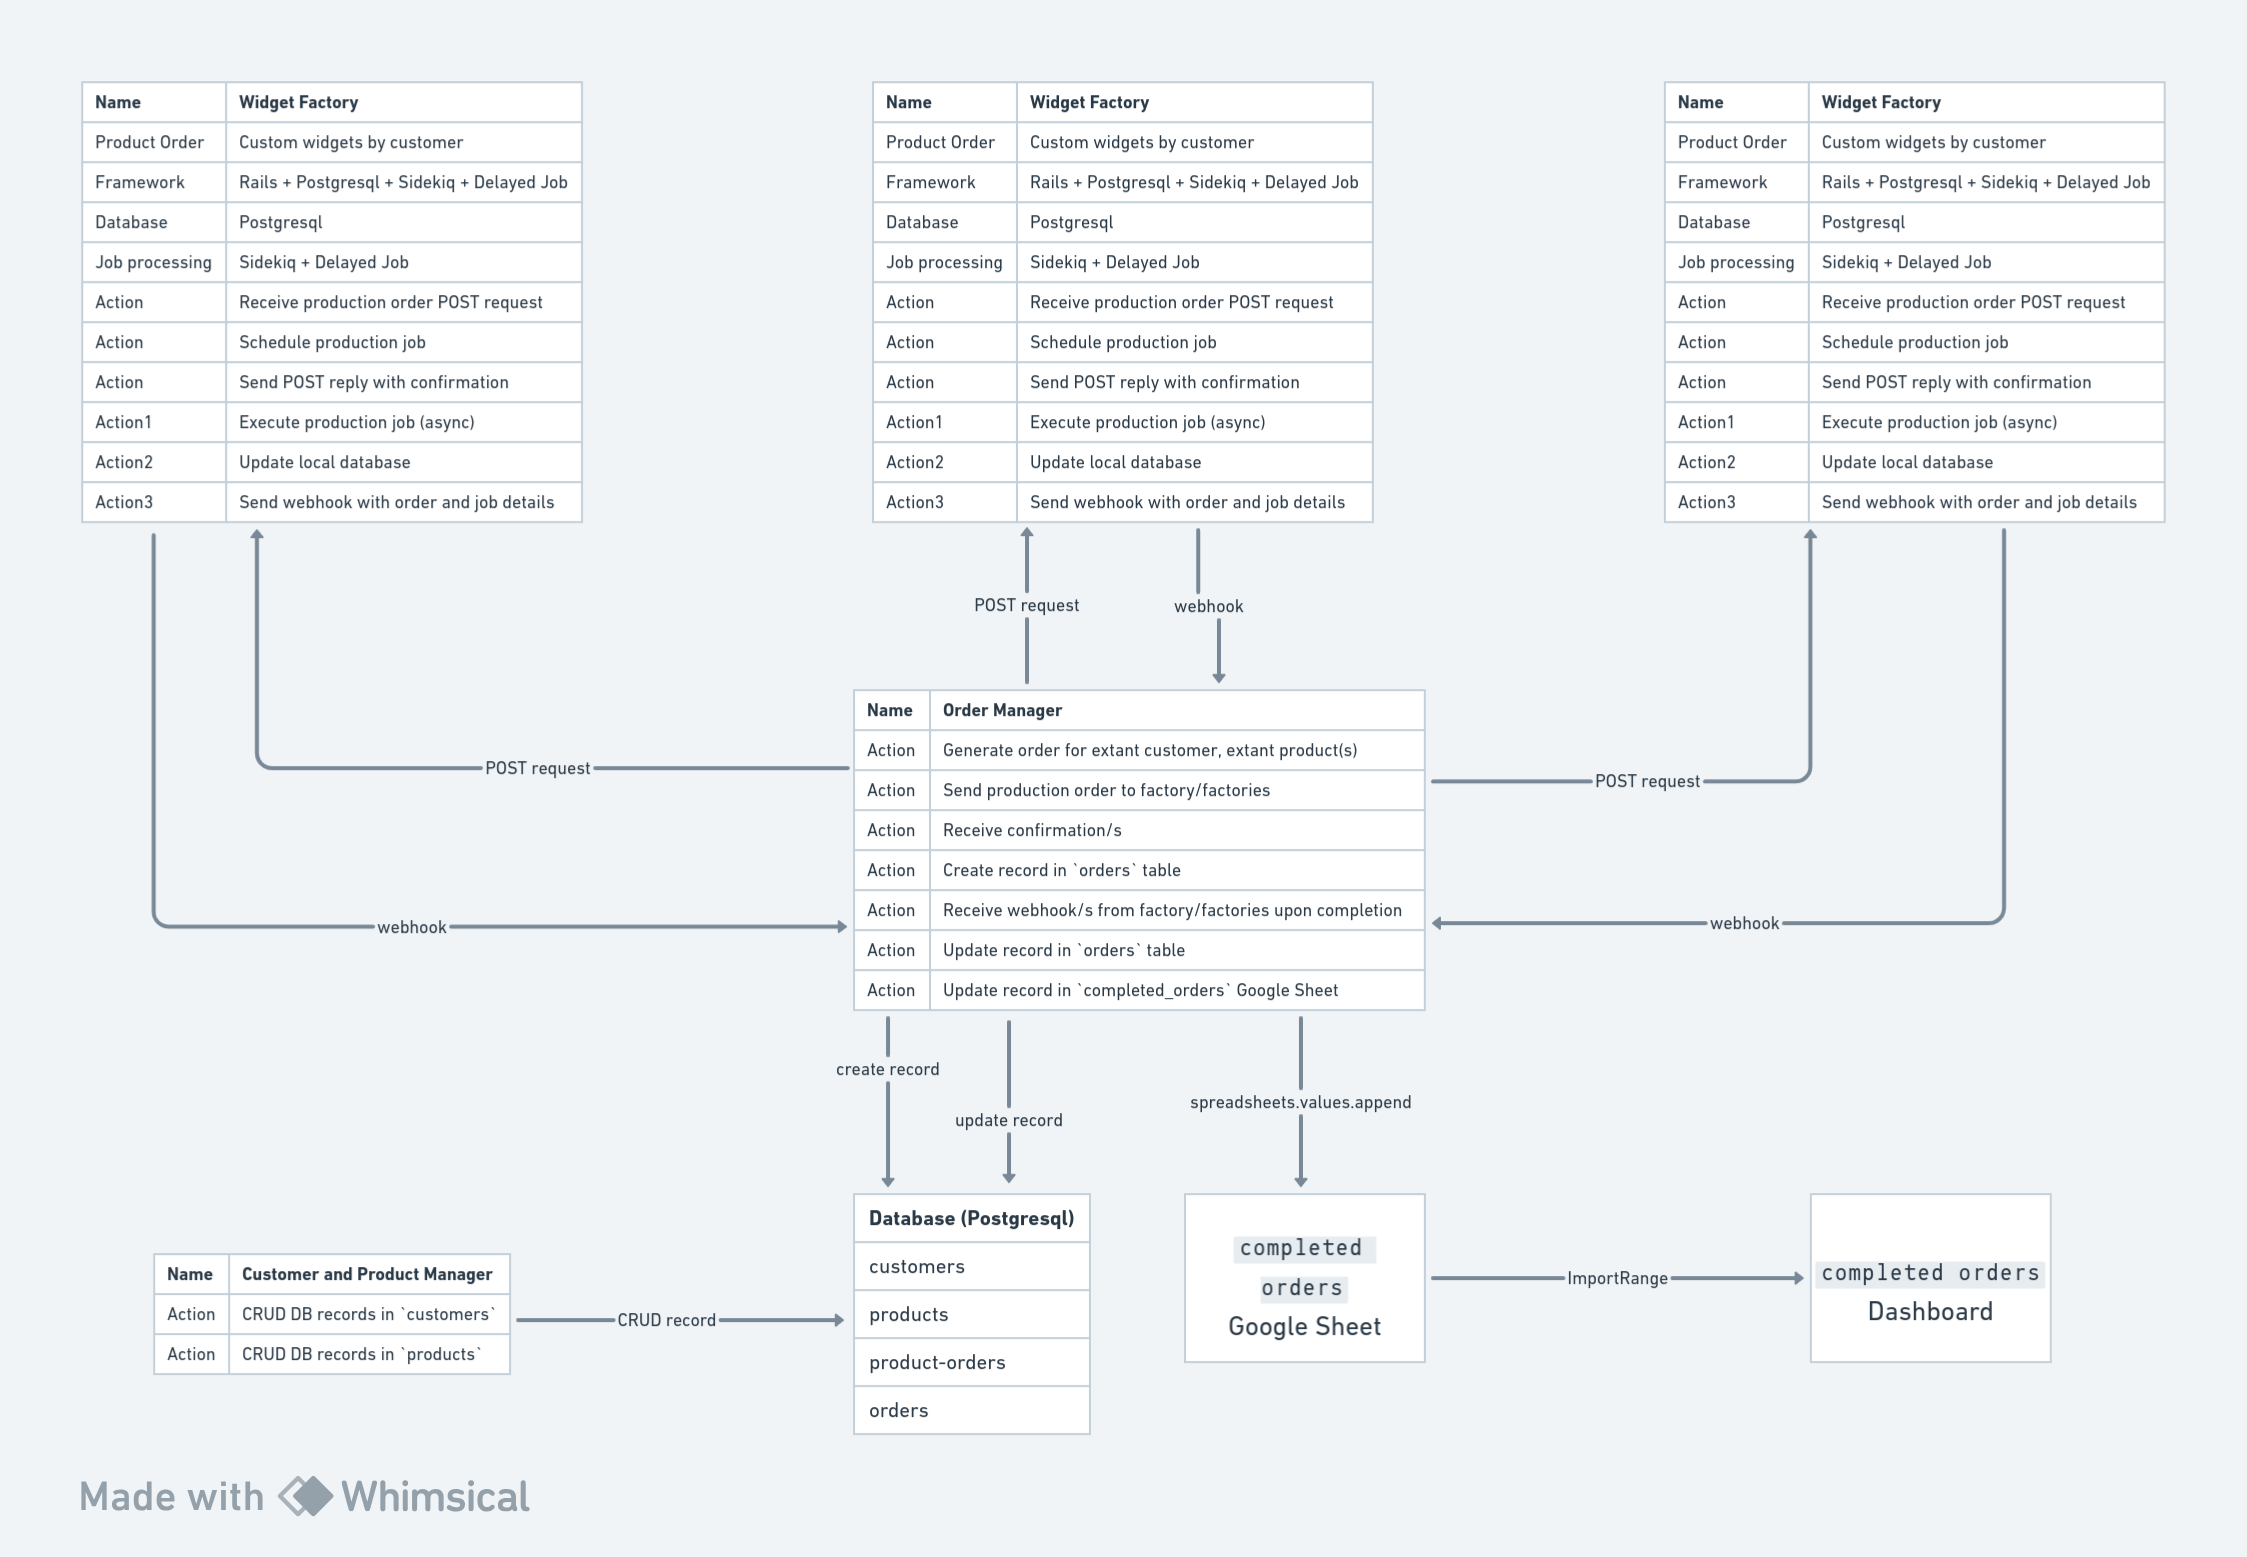 Name Widget Factory
Product Order Custom widgets by customer
Framework Rails + Postgresql + Sidekiq + Delayed Job
Database Postgresql
Job processing Sidekiq + Delayed Job
Action Receive production order POST request
Action Schedule production job
Action Send POST reply with confirmation
Action1 Execute production job (async)
Action2 Update local database
Action3 Send webhook with order and job details
Name Widget Factory
Product Order Custom widgets by customer
Framework Rails + Postgresql + Sidekiq + Delayed Job
Database Postgresql
Job processing Sidekiq + Delayed Job
Action Receive production order POST request
Action Schedule production job
Action Send POST reply with confirmation
Action1 Execute production job (async)
Action2 Update local database
Action3 Send webhook with order and job details
Name Widget Factory
Product Order Custom widgets by customer
Framework Rails + Postgresql + Sidekiq + Delayed Job
Database Postgresql
Job processing Sidekiq + Delayed Job
Action Receive production order POST request
Action Schedule production job
Action Send POST reply with confirmation
Action1 Execute production job (async)
Action2 Update local database
Action3 Send webhook with order and job details
POST request
webhook
POST request
webhook
Name Order Manager
Action Generate order for extant customer, extant product(s)
Action Send production order to factory/factories
Action Receive confirmation/s
Action Create record in `orders` table
Action Receive webhook/s from factory/factories upon completion
Action Update record in `orders` table
Action Update record in `completed_orders` Google Sheet
POST request
webhook
create record
update record
spreadsheets.values.append
Name Customer and Product Manager
Action CRUD DB records in `customers`
Action CRUD DB records in `products`
CRUD record
Database (Postgresql)
customers
products
product-orders
orders
completed
orders
Google Sheet
ImportRange
completed orders
Dashboard
Made with Whimsical